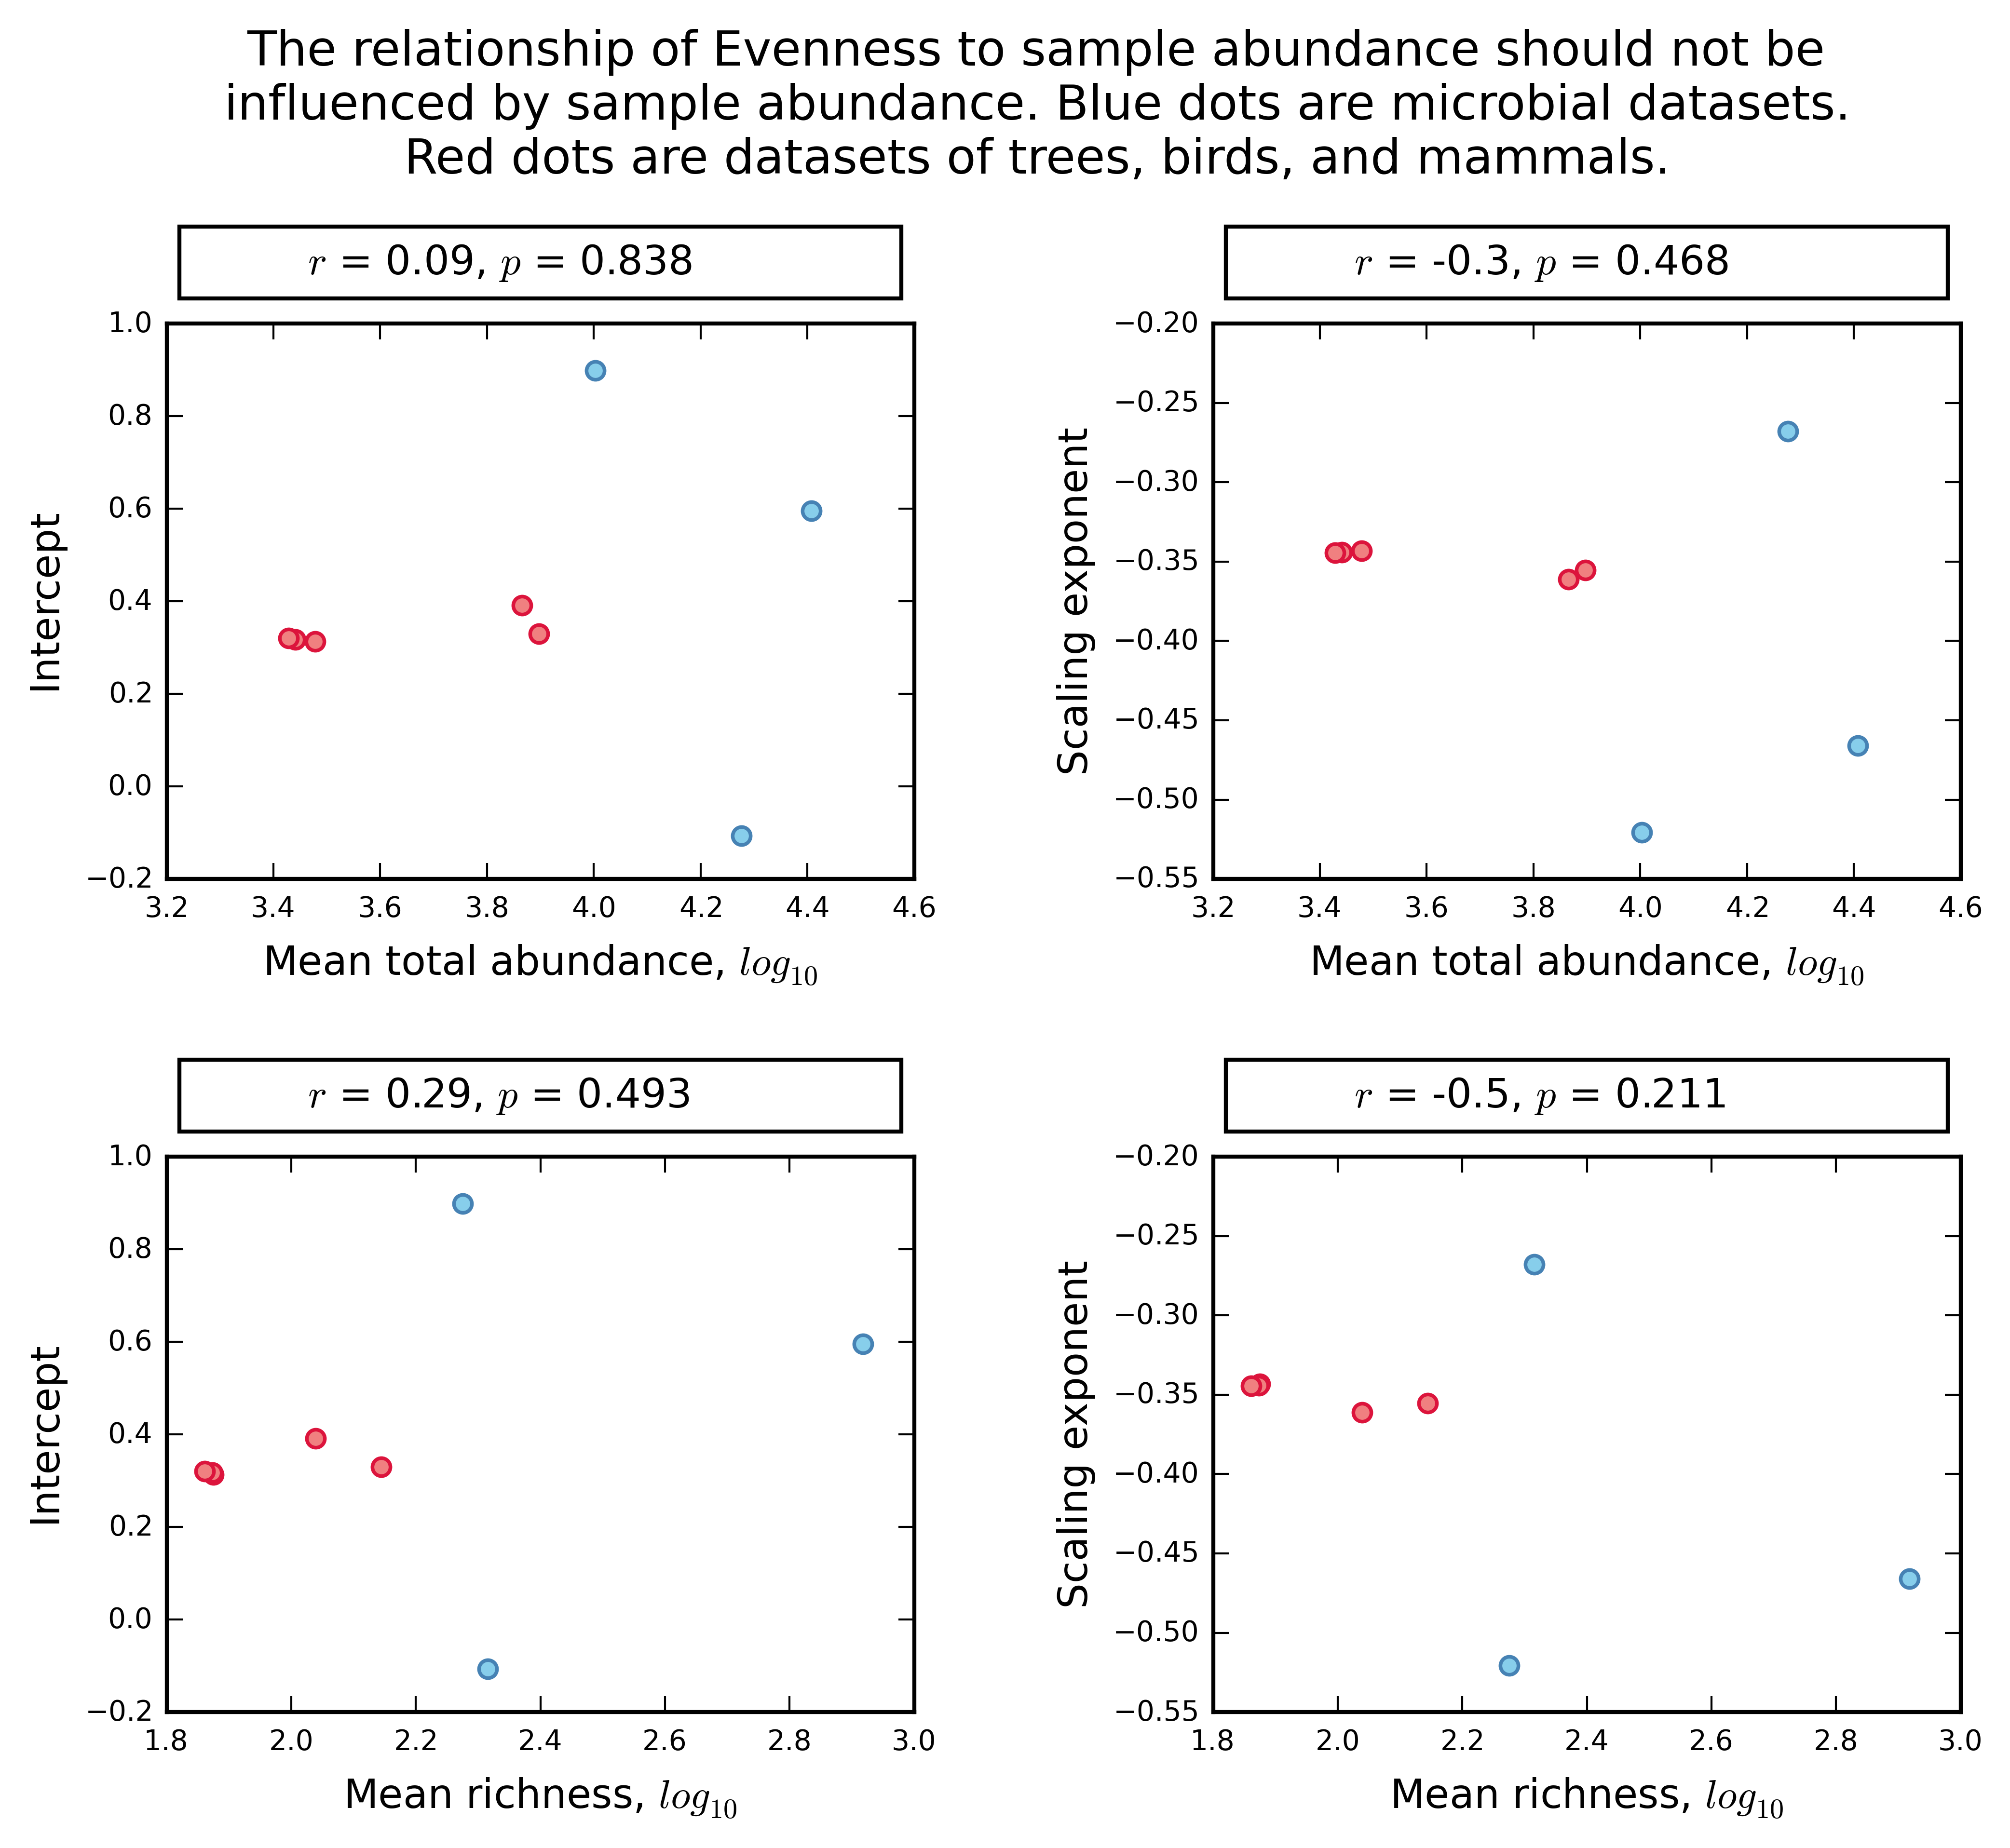 The relationship of Evenness to sample abundance should not be
influenced by sample abundance. Blue dots are microbial datasets.
Red dots are datasets of trees, birds, and mammals.
r = 0.09, p = 0.838
1.0
0.8
0.6
0.4
0.2
0.0
−0.2
Intercept
3.2 3.4 3.6 3.8 4.0 4.2 4.4 4.6
Mean total abundance, log10
r = -0.3, p = 0.468
−0.20
−0.25
−0.30
−0.35
−0.40
−0.45
−0.50
−0.55
Scaling exponent
3.2 3.4 3.6 3.8 4.0 4.2 4.4 4.6
Mean total abundance, log10
r = 0.29, p = 0.493
1.0
0.8
0.6
0.4
0.2
0.0
−0.2
Intercept
1.8 2.0 2.2 2.4 2.6 2.8 3.0
Mean richness, log10
r = -0.5, p = 0.211
−0.20
−0.25
−0.30
−0.35
−0.40
−0.45
−0.50
−0.55
Scaling exponent
1.8 2.0 2.2 2.4 2.6 2.8 3.0
Mean richness, log10